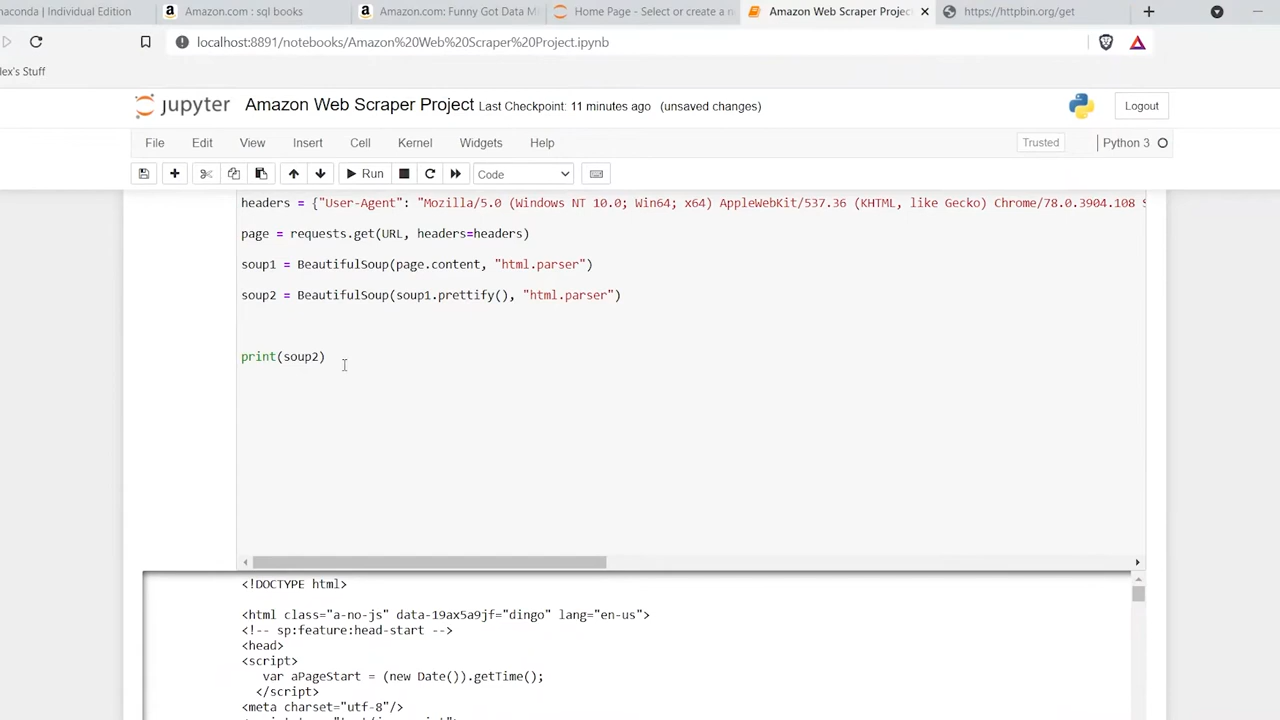 naconda | Individual Edition
Amazon.com : sql books
Amazon.com: Funny Got Data M
Home Page - Select or create a n
Amazon Web Scraper Projec
https://httpbin.org/get
localhost:8891/notebooks/Amazon%20Web%20Scraper%20Project.ipynb
lex's Stuff
jupyter Amazon Web Scraper Project Last Checkpoint: 11 minutes ago (unsaved changes)
Logout
File Edit View Insert Cell Kernel Widgets Help
Trusted
Python 3
Run
Code
headers = {"User-Agent": "Mozilla/5.0 (Windows NT 10.0; Win64; x64) AppleWebKit/537.36 (KHTML, like Gecko) Chrome/78.0.3904.108 S
page = requests.get(URL, headers=headers)
soup1 = BeautifulSoup(page.content, "html.parser")
soup2 = BeautifulSoup(soup1.prettify(), "html.parser")
print(soup2)
<!DOCTYPE html>
<html class="a-no-js" data-19ax5a9jf="dingo" lang="en-us">
<!-- sp:feature:head-start -->
<head>
<script>
var aPageStart = (new Date()).getTime();
</script>
<meta charset="utf-8"/>